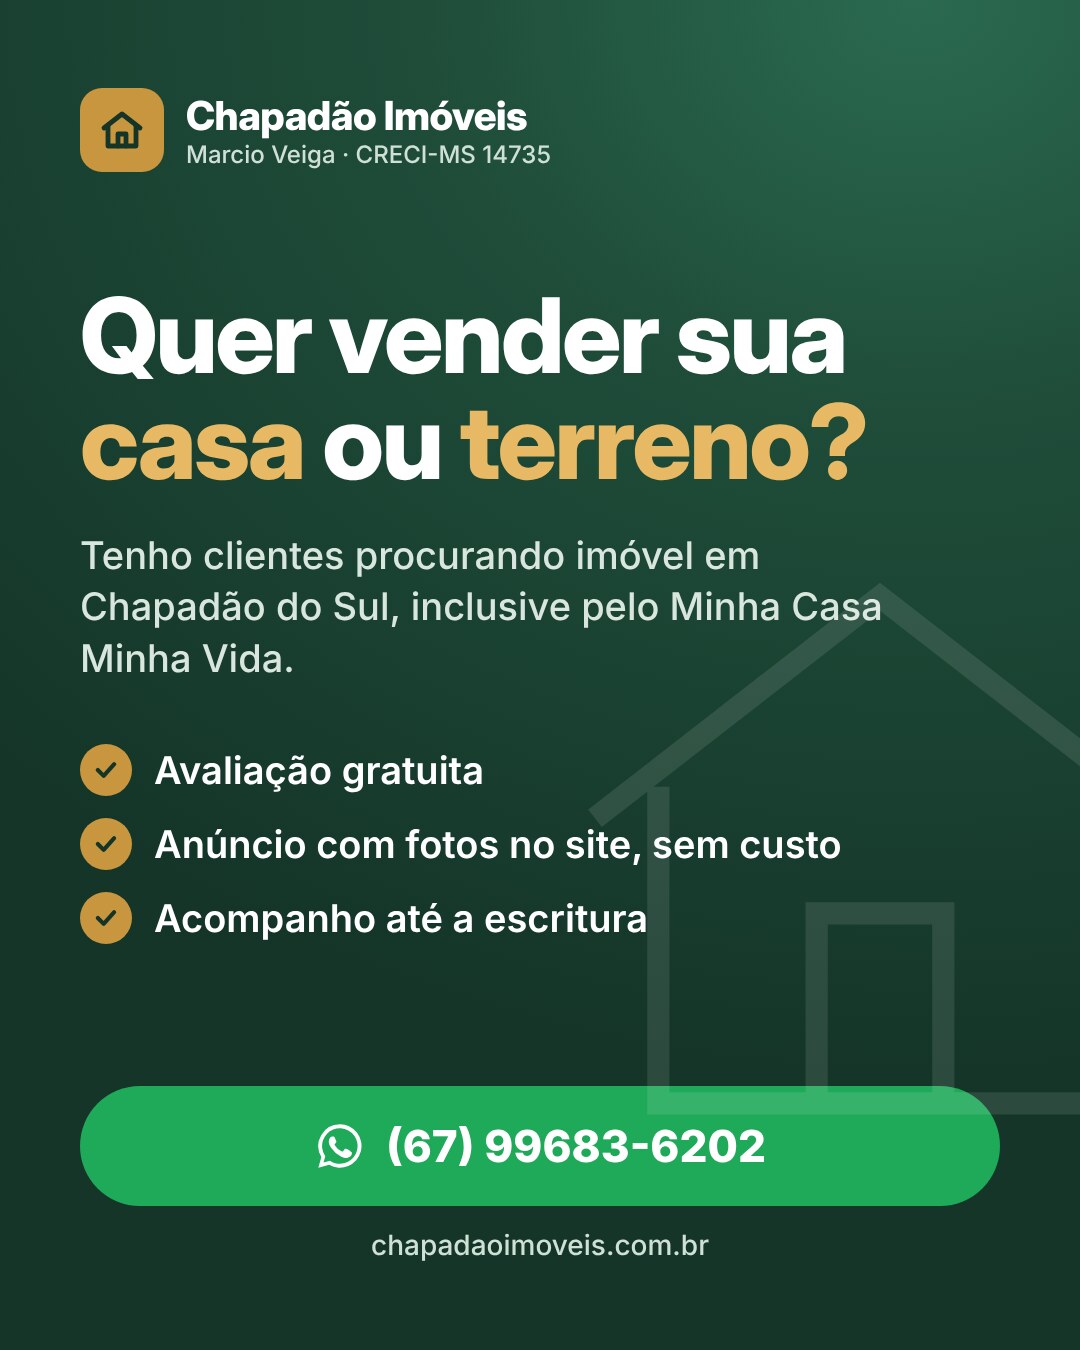 Chapadão Imóveis
Marcio Veiga · CRECI-MS 14735
Quer vender sua
casa ou terreno?
Tenho clientes procurando imóvel em
Chapadão do Sul, inclusive pelo Minha Casa
Minha Vida.
Avaliação gratuita
Anúncio com fotos no site, sem custo
Acompanho até a escritura
(67) 99683-6202
chapadaoimoveis.com.br